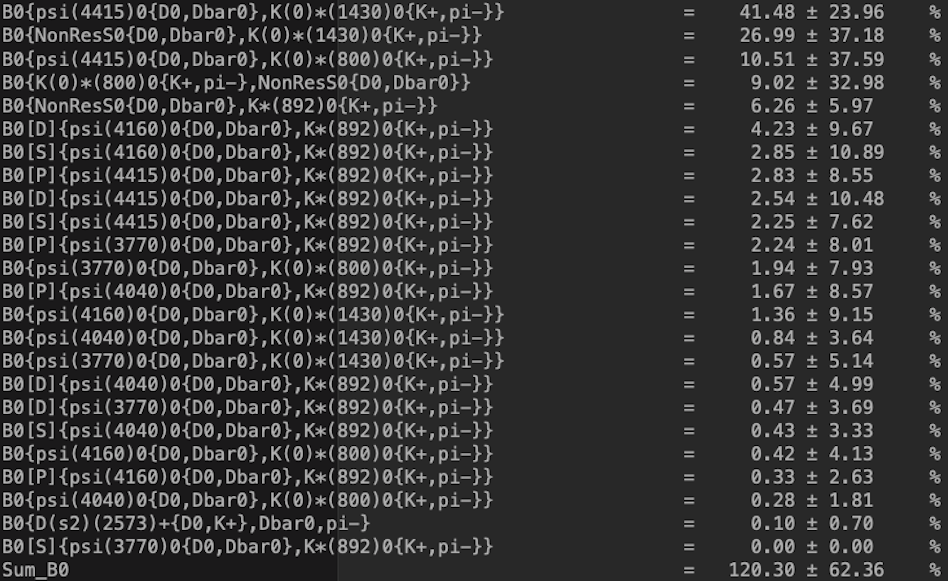 B0{psi(4415)0{D0,Dbar0},K(0)*(1430)0{K+,pi-}} = 41.48 ± 23.96 %
B0{NonResS0{D0,Dbar0},K(0)*(1430)0{K+,pi-}} = 26.99 ± 37.18 %
B0{psi(4415)0{D0,Dbar0},K(0)*(800)0{K+,pi-}} = 10.51 ± 37.59 %
B0{K(0)*(800)0{K+,pi-},NonResS0{D0,Dbar0}} = 9.02 ± 32.98 %
B0{NonResS0{D0,Dbar0},K*(892)0{K+,pi-}} = 6.26 ± 5.97 %
B0[D]{psi(4160)0{D0,Dbar0},K*(892)0{K+,pi-}} = 4.23 ± 9.67 %
B0[S]{psi(4160)0{D0,Dbar0},K*(892)0{K+,pi-}} = 2.85 ± 10.89 %
B0[P]{psi(4415)0{D0,Dbar0},K*(892)0{K+,pi-}} = 2.83 ± 8.55 %
B0[D]{psi(4415)0{D0,Dbar0},K*(892)0{K+,pi-}} = 2.54 ± 10.48 %
B0[S]{psi(4415)0{D0,Dbar0},K*(892)0{K+,pi-}} = 2.25 ± 7.62 %
B0[P]{psi(3770)0{D0,Dbar0},K*(892)0{K+,pi-}} = 2.24 ± 8.01 %
B0{psi(3770)0{D0,Dbar0},K(0)*(800)0{K+,pi-}} = 1.94 ± 7.93 %
B0[P]{psi(4040)0{D0,Dbar0},K*(892)0{K+,pi-}} = 1.67 ± 8.57 %
B0{psi(4160)0{D0,Dbar0},K(0)*(1430)0{K+,pi-}} = 1.36 ± 9.15 %
B0{psi(4040)0{D0,Dbar0},K(0)*(1430)0{K+,pi-}} = 0.84 ± 3.64 %
B0{psi(3770)0{D0,Dbar0},K(0)*(1430)0{K+,pi-}} = 0.57 ± 5.14 %
B0[D]{psi(4040)0{D0,Dbar0},K*(892)0{K+,pi-}} = 0.57 ± 4.99 %
B0[D]{psi(3770)0{D0,Dbar0},K*(892)0{K+,pi-}} = 0.47 ± 3.69 %
B0[S]{psi(4040)0{D0,Dbar0},K*(892)0{K+,pi-}} = 0.43 ± 3.33 %
B0{psi(4160)0{D0,Dbar0},K(0)*(800)0{K+,pi-}} = 0.42 ± 4.13 %
B0[P]{psi(4160)0{D0,Dbar0},K*(892)0{K+,pi-}} = 0.33 ± 2.63 %
B0{psi(4040)0{D0,Dbar0},K(0)*(800)0{K+,pi-}} = 0.28 ± 1.81 %
B0{D(s2)(2573)+{D0,K+},Dbar0,pi-} = 0.10 ± 0.70 %
B0[S]{psi(3770)0{D0,Dbar0},K*(892)0{K+,pi-}} = 0.00 ± 0.00 %
Sum_B0 = 120.30 ± 62.36 %